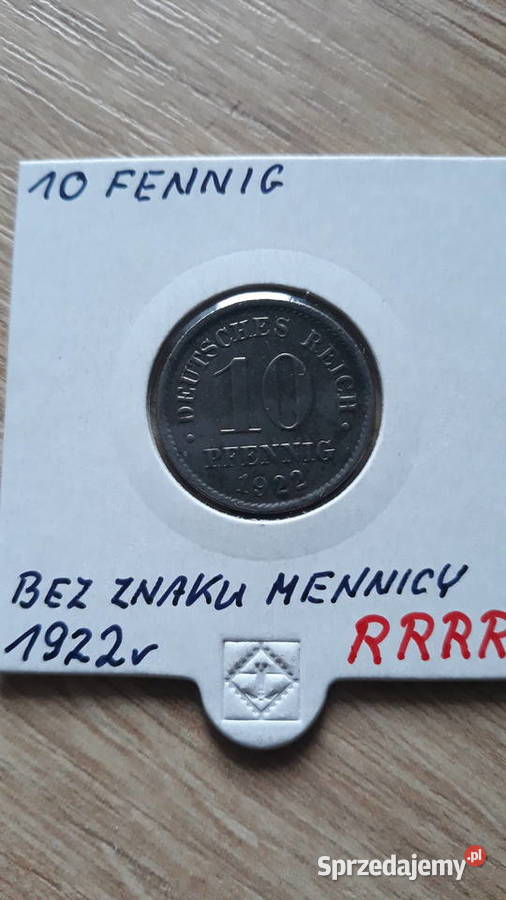 10 FENNIG
· DEUTSCHES REICH ·
10
PFENNIG
1922
BEZ ZNAKU MENNICY
1922r
RRRR
Sprzedajemy.pl